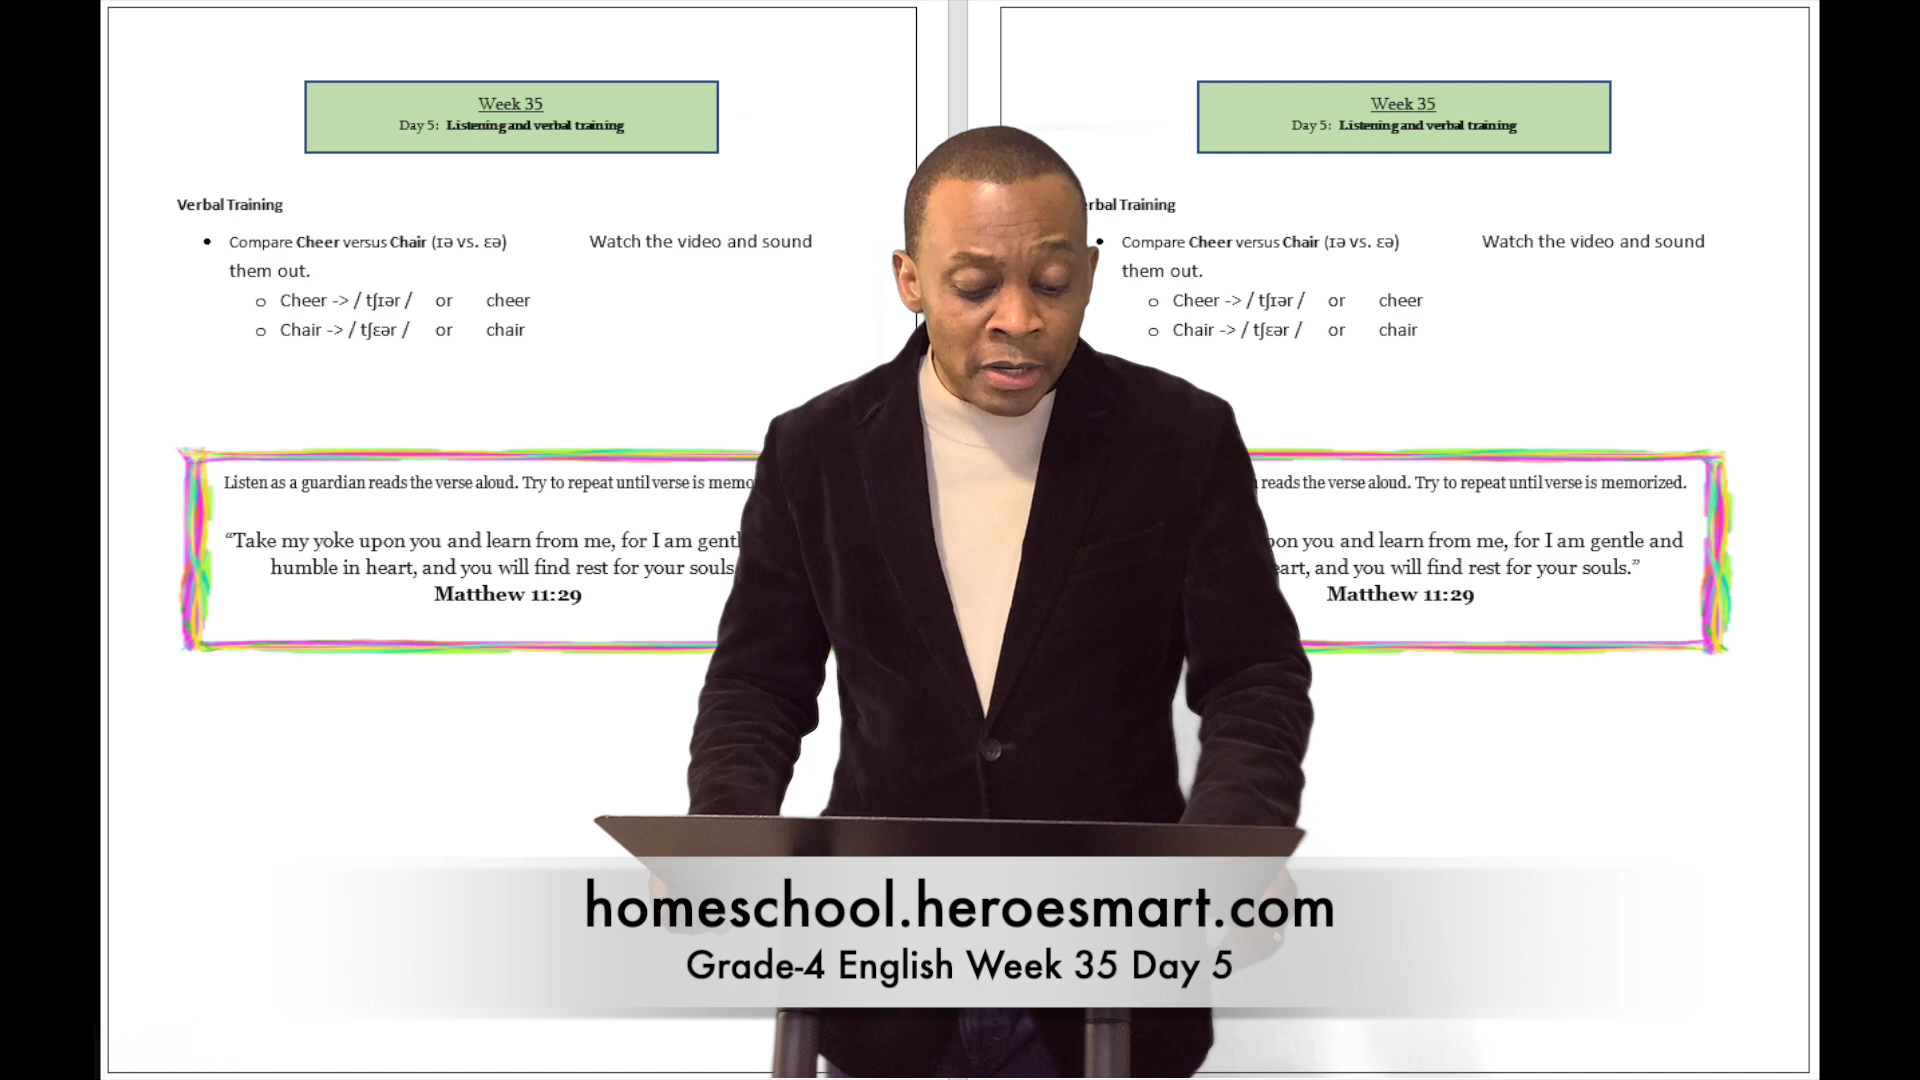 Week 35
Day 5: Listening and verbal training
Verbal Training
• Compare Cheer versus Chair (ɪə vs. ɛə) Watch the video and sound
them out.
o Cheer -> / tʃɪər / or cheer
o Chair -> / tʃɛər / or chair
Listen as a guardian reads the verse aloud. Try to repeat until verse is memo
“Take my yoke upon you and learn from me, for I am gentl
humble in heart, and you will find rest for your souls
Matthew 11:29
Week 35
Day 5: Listening and verbal training
rbal Training
• Compare Cheer versus Chair (ɪə vs. ɛə) Watch the video and sound
them out.
o Cheer -> / tʃɪər / or cheer
o Chair -> / tʃɛər / or chair
reads the verse aloud. Try to repeat until verse is memorized.
pon you and learn from me, for I am gentle and
eart, and you will find rest for your souls.”
Matthew 11:29
homeschool.heroesmart.com
Grade-4 English Week 35 Day 5